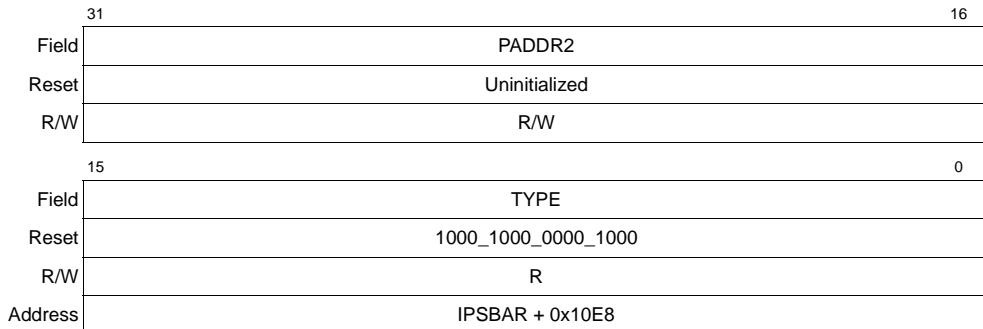 31 16
Field PADDR2
Reset Uninitialized
R/W R/W
15 0
Field TYPE
Reset 1000_1000_0000_1000
R/W R
Address IPSBAR + 0x10E8